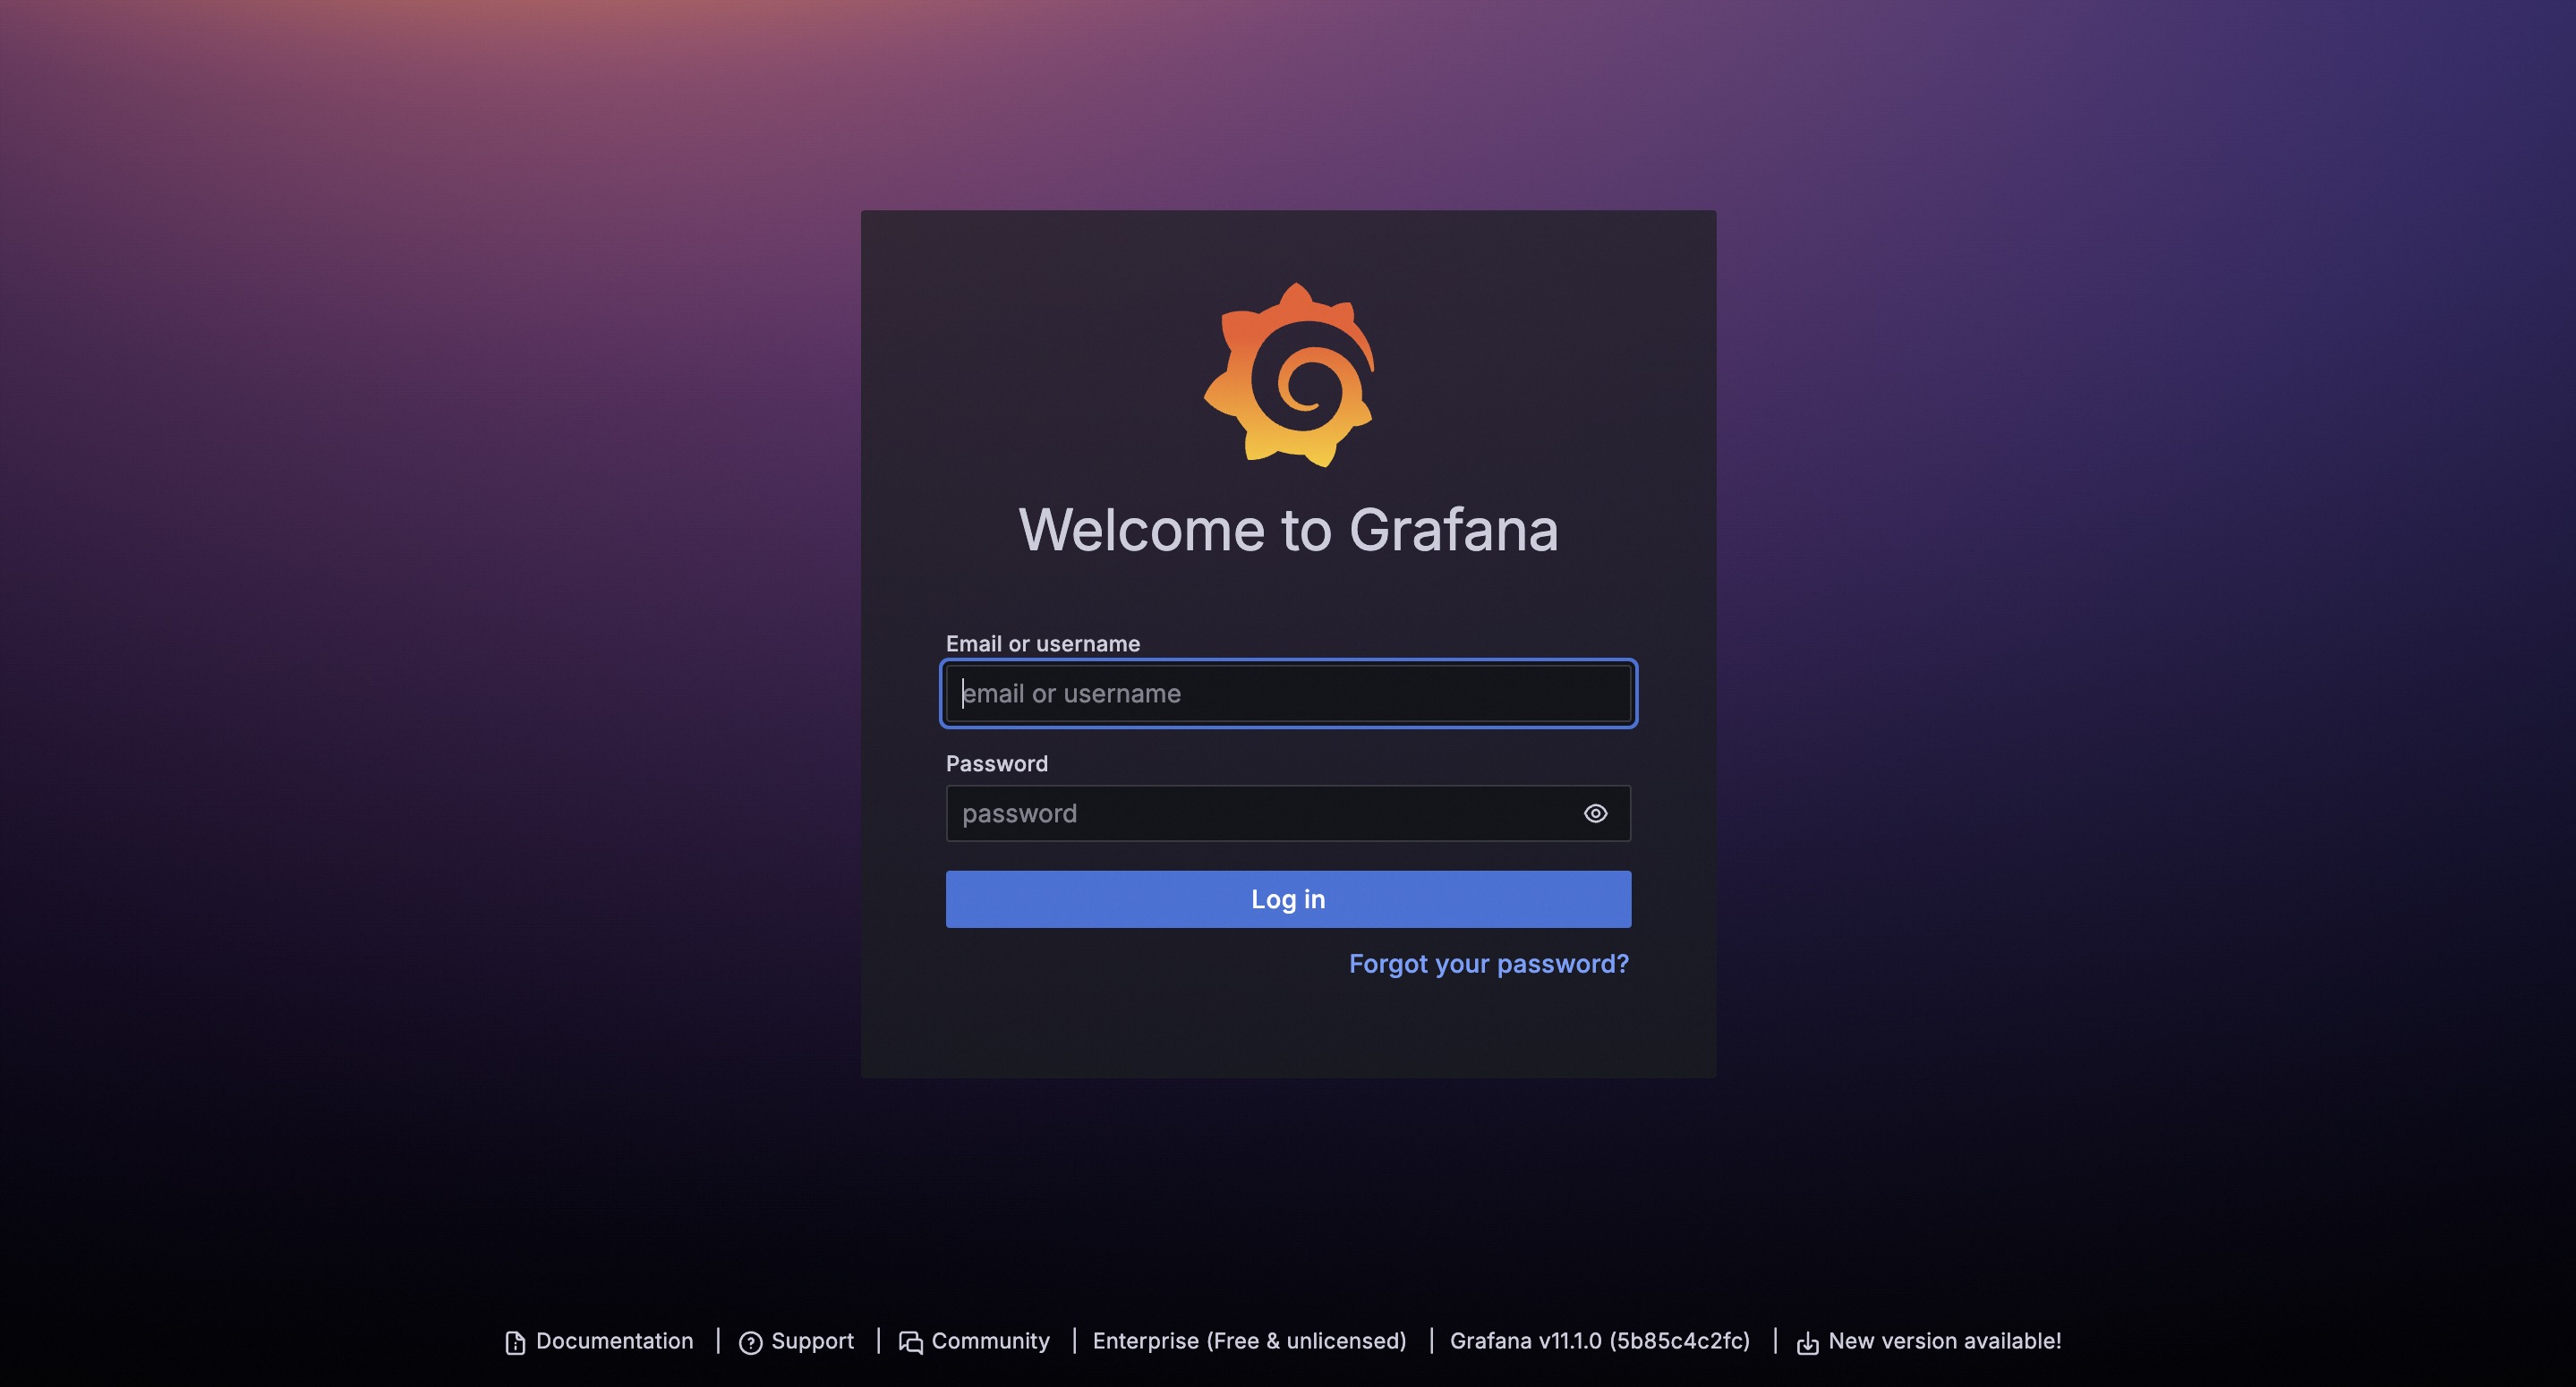 Welcome to Grafana
Email or username
email or username
Password
password
Log in
Forgot your password?
Documentation | Support | Community | Enterprise (Free & unlicensed) | Grafana v11.1.0 (5b85c4c2fc) | New version available!